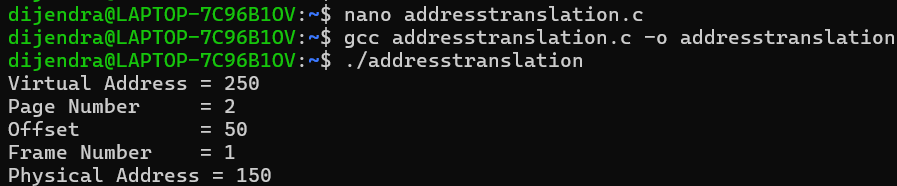 dijendra@LAPTOP-7C96B1OV:~$ nano addresstranslation.c
dijendra@LAPTOP-7C96B1OV:~$ gcc addresstranslation.c -o addresstranslation
dijendra@LAPTOP-7C96B1OV:~$ ./addresstranslation
Virtual Address = 250
Page Number     = 2
Offset          = 50
Frame Number    = 1
Physical Address = 150